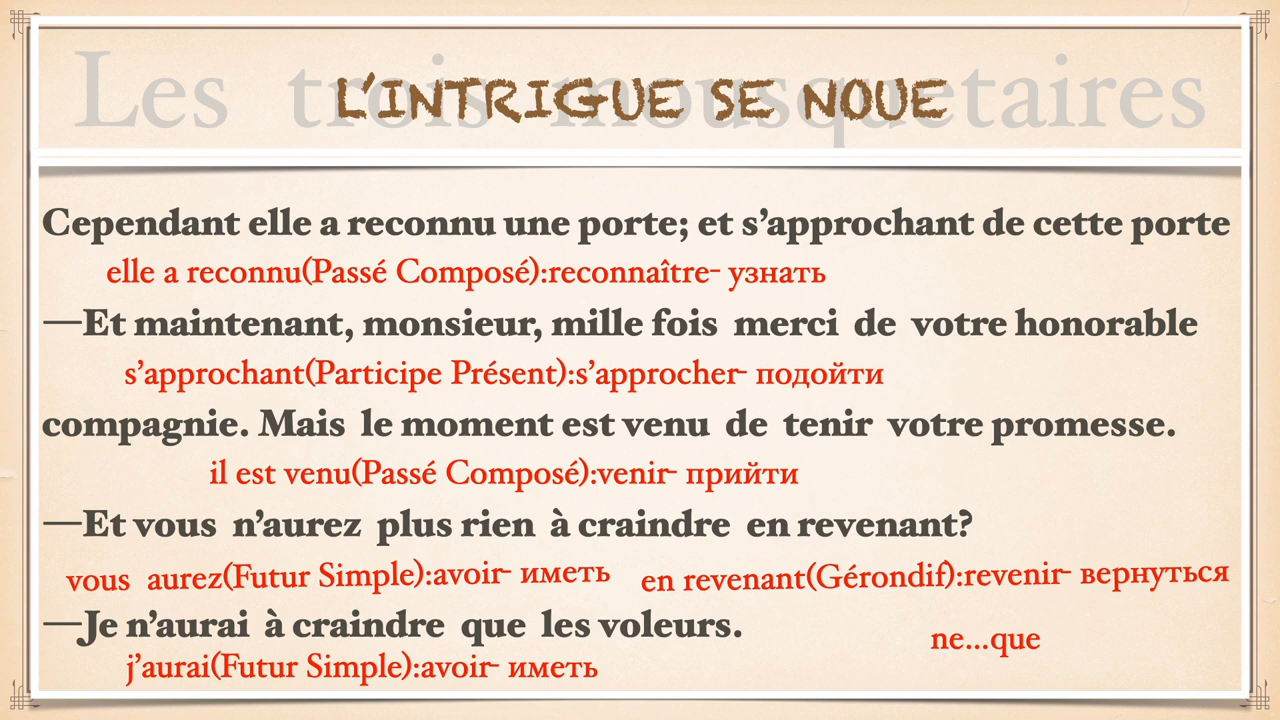 Les trois mousquetaires
L'INTRIGUE SE NOUE
Cependant elle a reconnu une porte; et s'approchant de cette porte
elle a reconnu(Passé Composé):reconnaître- узнать
—Et maintenant, monsieur, mille fois merci de votre honorable
s'approchant(Participe Présent):s'approcher- подойти
compagnie. Mais le moment est venu de tenir votre promesse.
il est venu(Passé Composé):venir- прийти
—Et vous n'aurez plus rien à craindre en revenant?
vous aurez(Futur Simple):avoir- иметь en revenant(Gérondif):revenir- вернуться
—Je n'aurai à craindre que les voleurs.
ne...que
j'aurai(Futur Simple):avoir- иметь